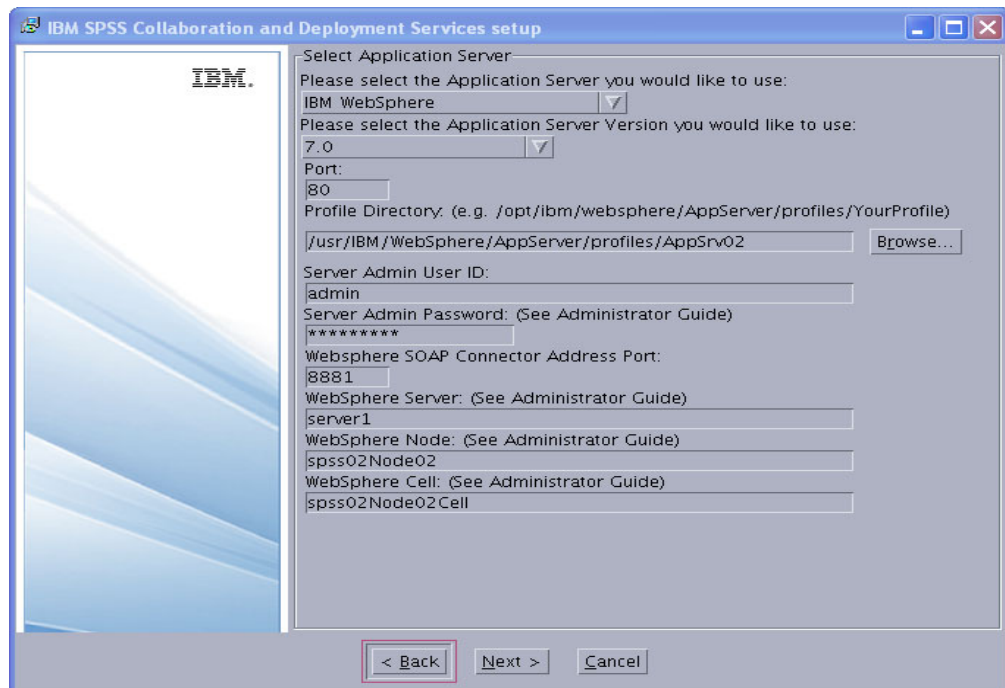 IBM SPSS Collaboration and Deployment Services setup
IBM.
Select Application Server
Please select the Application Server you would like to use:
IBM WebSphere
Please select the Application Server Version you would like to use:
7.0
Port:
80
Profile Directory: (e.g. /opt/ibm/websphere/AppServer/profiles/YourProfile)
/usr/IBM/WebSphere/AppServer/profiles/AppSrv02
Browse...
Server Admin User ID:
admin
Server Admin Password: (See Administrator Guide)
*********
Websphere SOAP Connector Address Port:
8881
WebSphere Server: (See Administrator Guide)
server1
WebSphere Node: (See Administrator Guide)
spss02Node02
WebSphere Cell: (See Administrator Guide)
spss02Node02Cell
< Back Next > Cancel